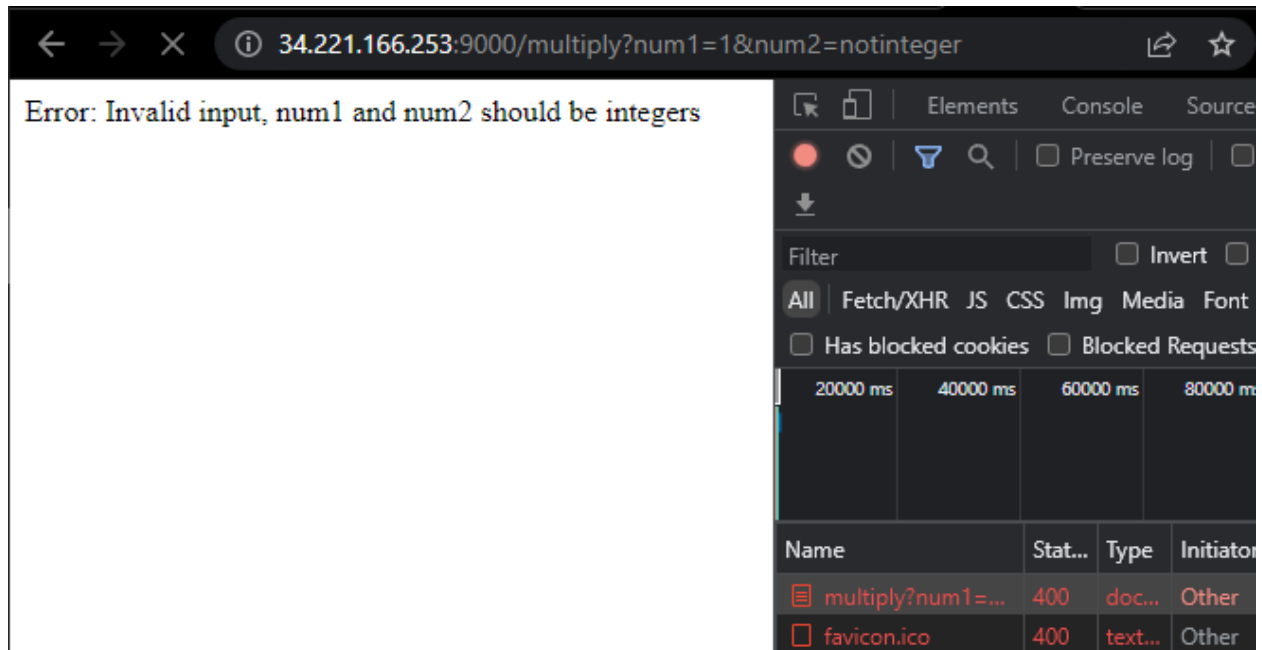 34.221.166.253:9000/multiply?num1=1&num2=notinteger
Error: Invalid input, num1 and num2 should be integers
Elements Console Source
Preserve log
Filter
Invert
All Fetch/XHR JS CSS Img Media Font
Has blocked cookies Blocked Requests
20000 ms 40000 ms 60000 ms 80000 m
Name Stat... Type Initiator
multiply?num1=... 400 doc... Other
favicon.ico 400 text... Other